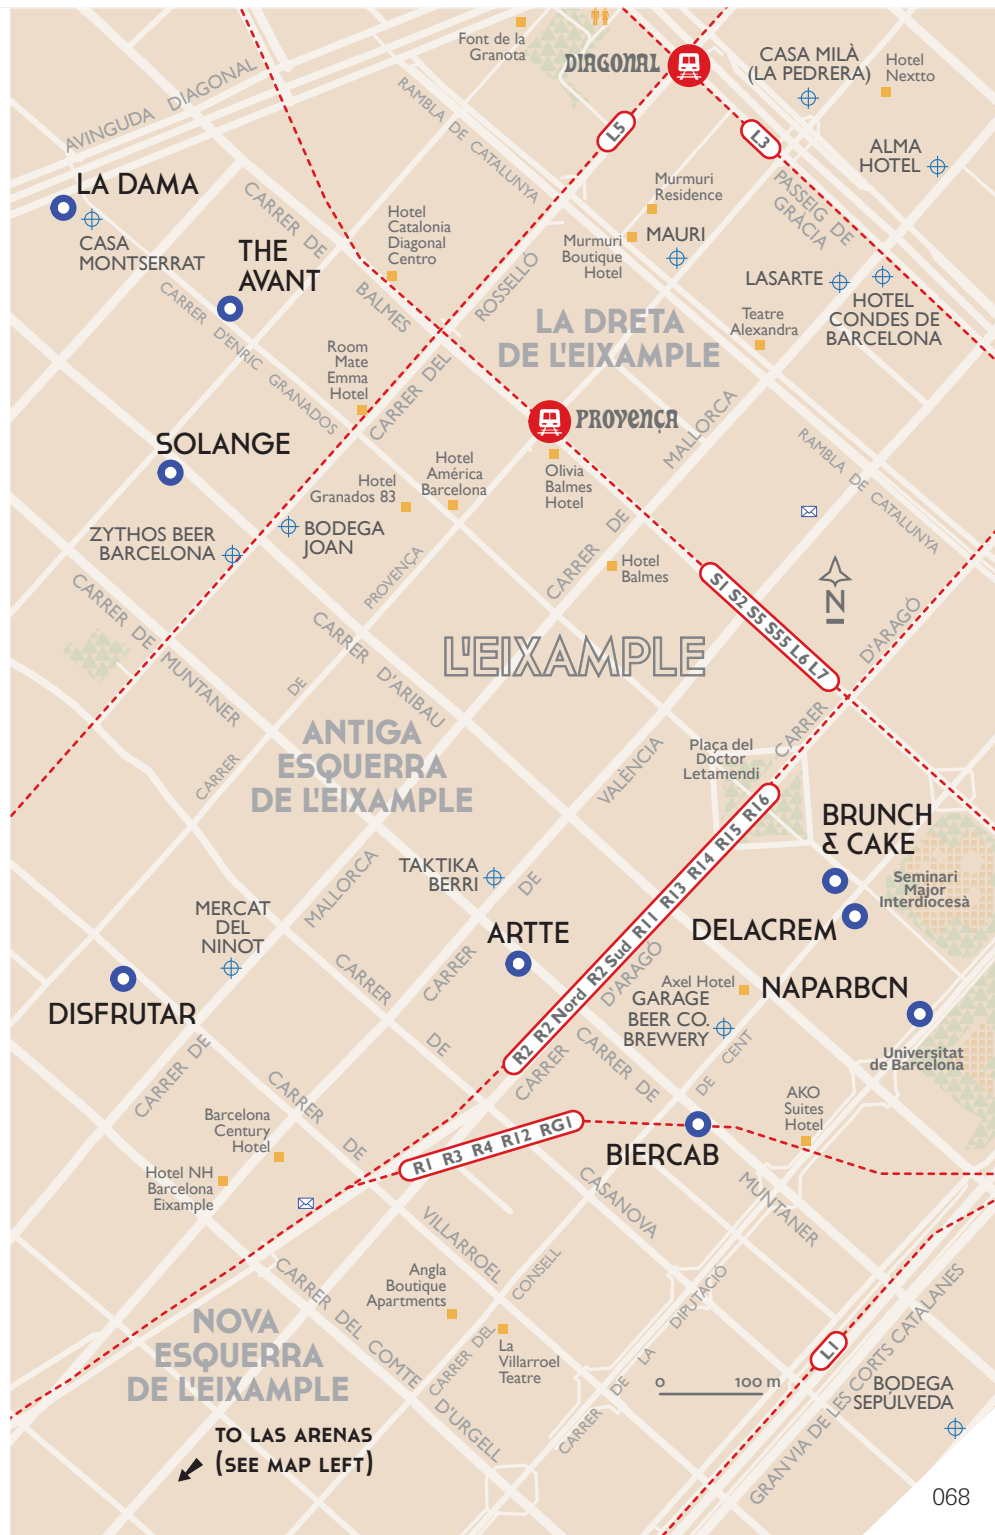 Font de la
Granota
DIAGONAL
CASA MILÀ
(LA PEDRERA)
Hotel
Nextto
AVINGUDA DIAGONAL
RAMBLA DE CATALUNYA
L5
L3
ALMA
HOTEL
LA DAMA
CASA
MONTSERRAT
CARRER DE
BALMES
Murmuri
Residence
PASSEIG DE
GRÀCIA
Hotel
Catalonia
Diagonal
Centro
THE
AVANT
Murmuri
Boutique
Hotel
MAURI
LASARTE
HOTEL
CONDES DE
BARCELONA
ROSSELLÓ
CARRER DEL
CARRER
D'ENRIC GRANADOS
LA DRETA
DE L'EIXAMPLE
Teatre
Alexandra
Room
Mate
Emma
Hotel
PROVENÇA
MALLORCA
SOLANGE
Hotel
Granados 83
Hotel
América
Barcelona
Olivia
Balmes
Hotel
RAMBLA DE CATALUNYA
ZYTHOS BEER
BARCELONA
BODEGA
JOAN
PROVENÇA
CARRER DE
Hotel
Balmes
S1 S2 S5 S55 L6 L7
N
D'ARAGÓ
CARRER DE MUNTANER
CARRER
D'ARIBAU
L'EIXAMPLE
DE
CARRER
ANTIGA
ESQUERRA
DE L'EIXAMPLE
VALÈNCIA
Plaça del
Doctor
Letamendi
CARRER
BRUNCH
& CAKE
Seminari
Major
Interdiocesà
MALLORCA
TAKTIKA
BERRI
DE
R2 R2 Nord R2 Sud R11 R13 R14 R15 R16
MERCAT
DEL
NINOT
ARTTE
DELACREM
CARRER
CARRER
DE
D'ARAGÓ
Axel Hotel
GARAGE
BEER CO.
BREWERY
NAPARBCN
DISFRUTAR
CARRER DE
CARRER
CARRER DE
DE CENT
Universitat
de Barcelona
CARRER
DE
AKO
Suites
Hotel
Barcelona
Century
Hotel
R1 R3 R4 R12 RG1
BIERCAB
Hotel NH
Barcelona
Eixample
CASANOVA
MUNTANER
VILLARROEL
CONSELL
CARRER DEL
CARRER DEL COMTE
D'URGELL
Angla
Boutique
Apartments
DIPUTACIÓ
CARRER DE LA
NOVA
ESQUERRA
DE L'EIXAMPLE
La
Villarroel
Teatre
L1
0 100 m
GRAN VIA DE LES CORTS CATALANES
BODEGA
SEPÚLVEDA
TO LAS ARENAS
(SEE MAP LEFT)
068